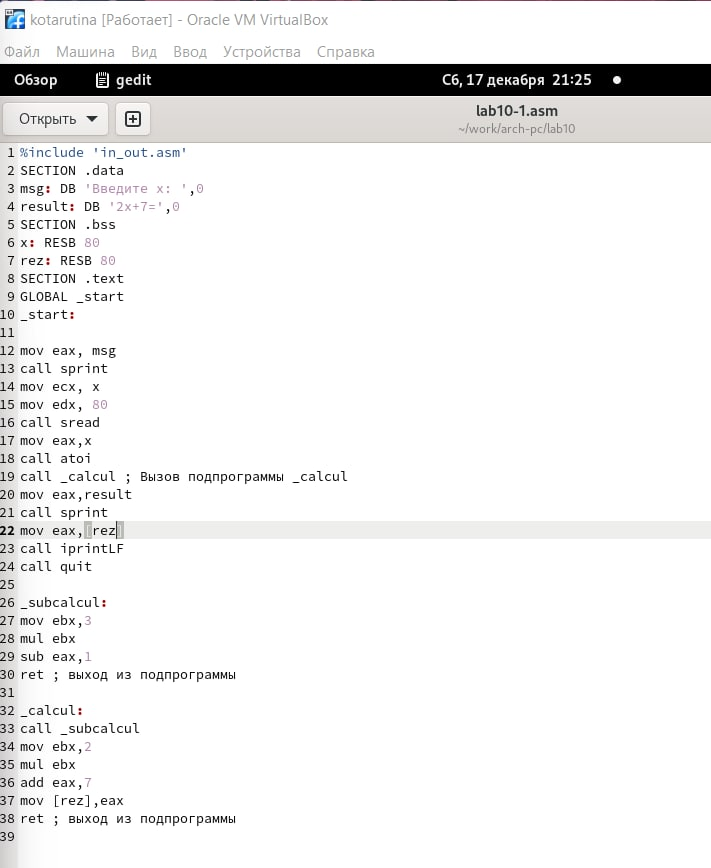 kotarutina [Работает] - Oracle VM VirtualBox
Файл Машина Вид Ввод Устройства Справка
Обзор gedit Сб, 17 декабря 21:25
Открыть lab10-1.asm
~/work/arch-pc/lab10
1 %include 'in_out.asm'
2 SECTION .data
3 msg: DB 'Введите x: ',0
4 result: DB '2x+7=',0
5 SECTION .bss
6 x: RESB 80
7 rez: RESB 80
8 SECTION .text
9 GLOBAL _start
10 _start:
11
12 mov eax, msg
13 call sprint
14 mov ecx, x
15 mov edx, 80
16 call sread
17 mov eax,x
18 call atoi
19 call _calcul ; Вызов подпрограммы _calcul
20 mov eax,result
21 call sprint
22 mov eax,[rez]
23 call iprintLF
24 call quit
25
26 _subcalcul:
27 mov ebx,3
28 mul ebx
29 sub eax,1
30 ret ; выход из подпрограммы
31
32 _calcul:
33 call _subcalcul
34 mov ebx,2
35 mul ebx
36 add eax,7
37 mov [rez],eax
38 ret ; выход из подпрограммы
39